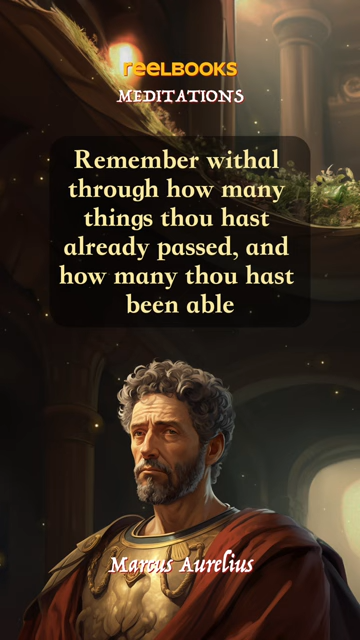 reelBOOKS
MEDITATIONS
Remember withal
through how many
things thou hast
already passed, and
how many thou hast
been able
Marcus Aurelius